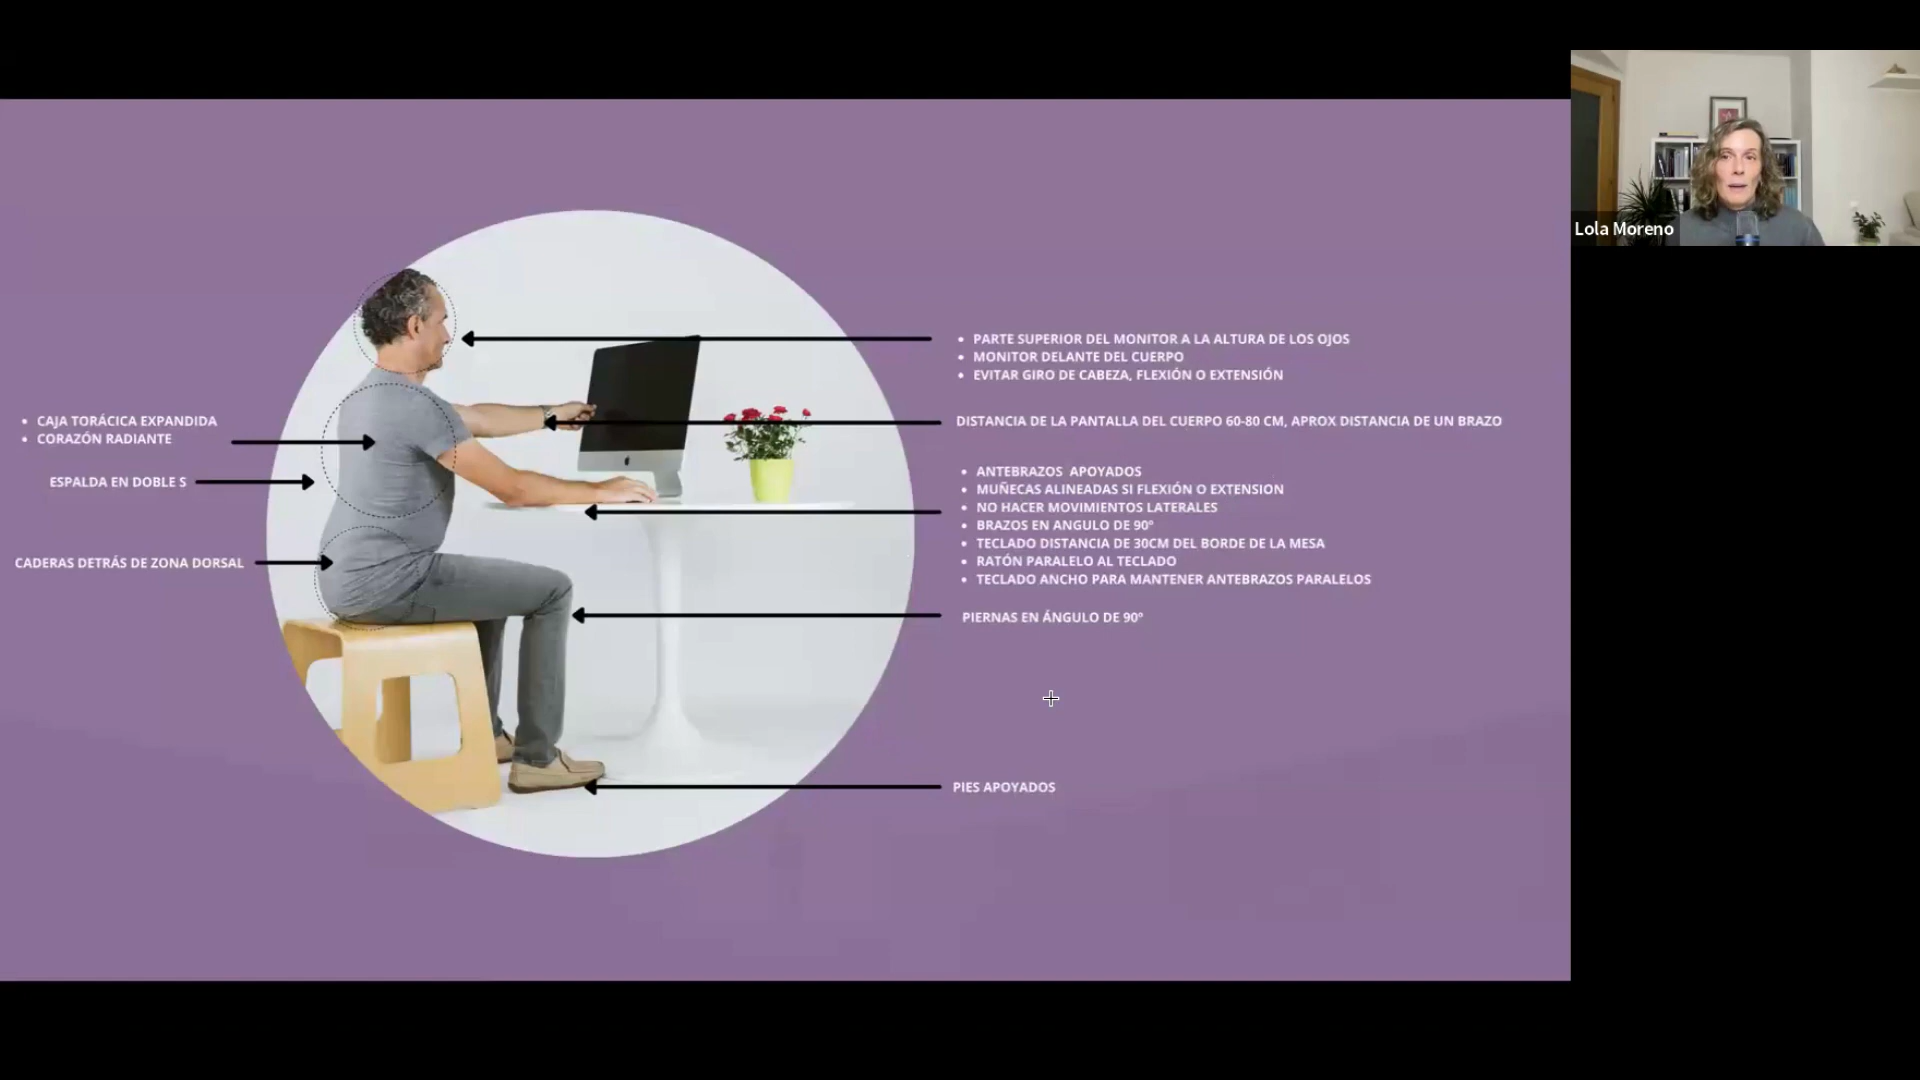 Lola Moreno
CAJA TORÁCICA EXPANDIDA
CORAZÓN RADIANTE
ESPALDA EN DOBLE S
CADERAS DETRÁS DE ZONA DORSAL
PARTE SUPERIOR DEL MONITOR A LA ALTURA DE LOS OJOS
MONITOR DELANTE DEL CUERPO
EVITAR GIRO DE CABEZA, FLEXIÓN O EXTENSIÓN
DISTANCIA DE LA PANTALLA DEL CUERPO 60-80 CM, APROX DISTANCIA DE UN BRAZO
ANTEBRAZOS APOYADOS
MUÑECAS ALINEADAS SI FLEXIÓN O EXTENSION
NO HACER MOVIMIENTOS LATERALES
BRAZOS EN ANGULO DE 90º
TECLADO DISTANCIA DE 30CM DEL BORDE DE LA MESA
RATÓN PARALELO AL TECLADO
TECLADO ANCHO PARA MANTENER ANTEBRAZOS PARALELOS
PIERNAS EN ÁNGULO DE 90º
PIES APOYADOS